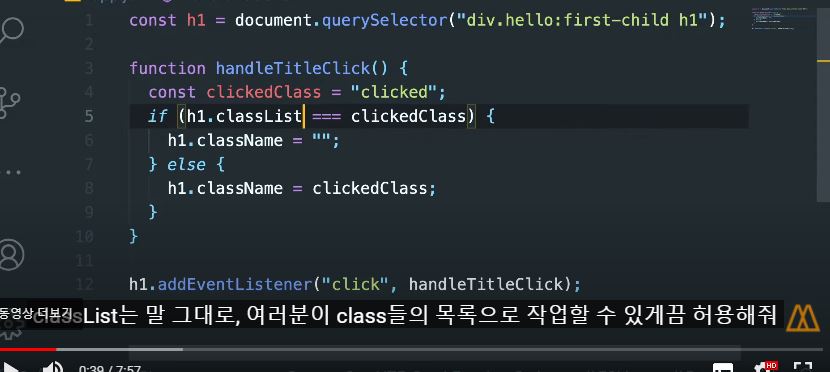 1 const h1 = document.querySelector("div.hello:first-child h1");
2
3 function handleTitleClick() {
4 const clickedClass = "clicked";
5 if (h1.classList === clickedClass) {
6 h1.className = "";
7 } else {
8 h1.className = clickedClass;
9 }
10 }
11
12 h1.addEventListener("click", handleTitleClick);
동영상 더보기
classList는 말 그대로, 여러분이 class들의 목록으로 작업할 수 있게끔 허용해줘
0:39 / 7:57
HD